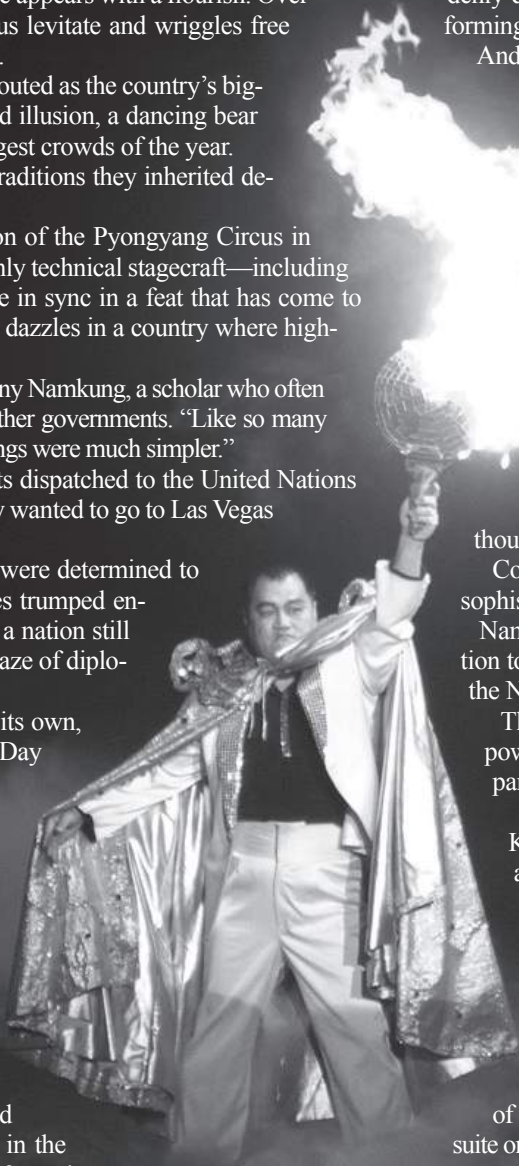 e appears with a flourish. Over
us levitate and wriggles free
.
outed as the country's big-
d illusion, a dancing bear
gest crowds of the year.
raditions they inherited de-
on of the Pyongyang Circus in
nly technical stagecraft—including
e in sync in a feat that has come to
dazzles in a country where high-
ny Namkung, a scholar who often
ther governments. “Like so many
ngs were much simpler.”
ts dispatched to the United Nations
y wanted to go to Las Vegas
were determined to
es trumped en-
a nation still
aze of diplo-
its own,
Day
d
in the
denly
forming
And
thou
Co
sophis
Nam
tion to
the N
Th
pow
par
K
a
of
suite or